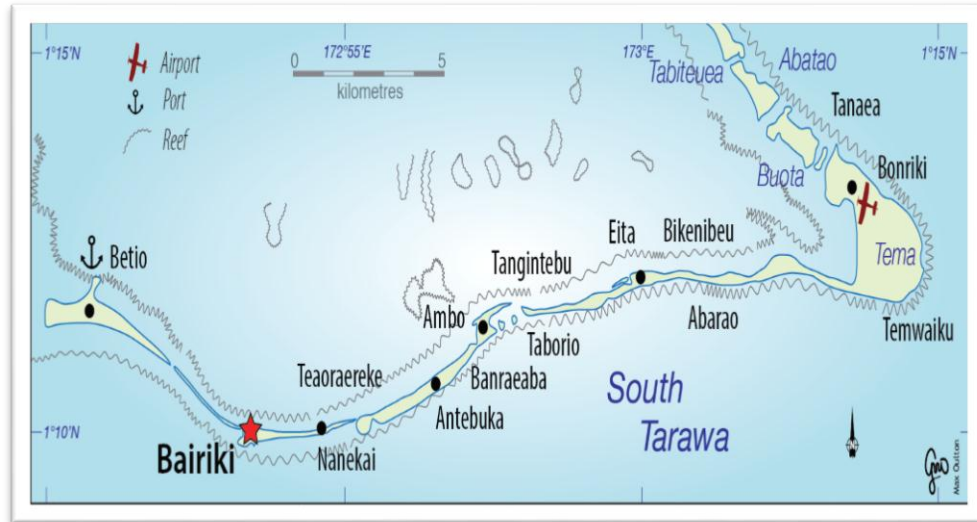 1°15'N
172°55'E
173°E
1°15'N
Airport
Port
Reef
0
5
kilometres
Tabiteuea
Abatao
Tanaea
Buota
Bonriki
Tema
Temwaiku
Betio
Eita
Bikenibeu
Tangintebu
Ambo
Taborio
Abarao
Teaoraereke
Banraeaba
Antebuka
South
Tarawa
1°10'N
1°10'N
Bairiki
Nanekai
N
Max Oulton